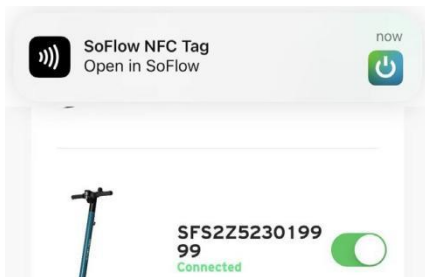 SoFlow NFC Tag
now
Open in SoFlow
SFS2Z5230199
99
Connected